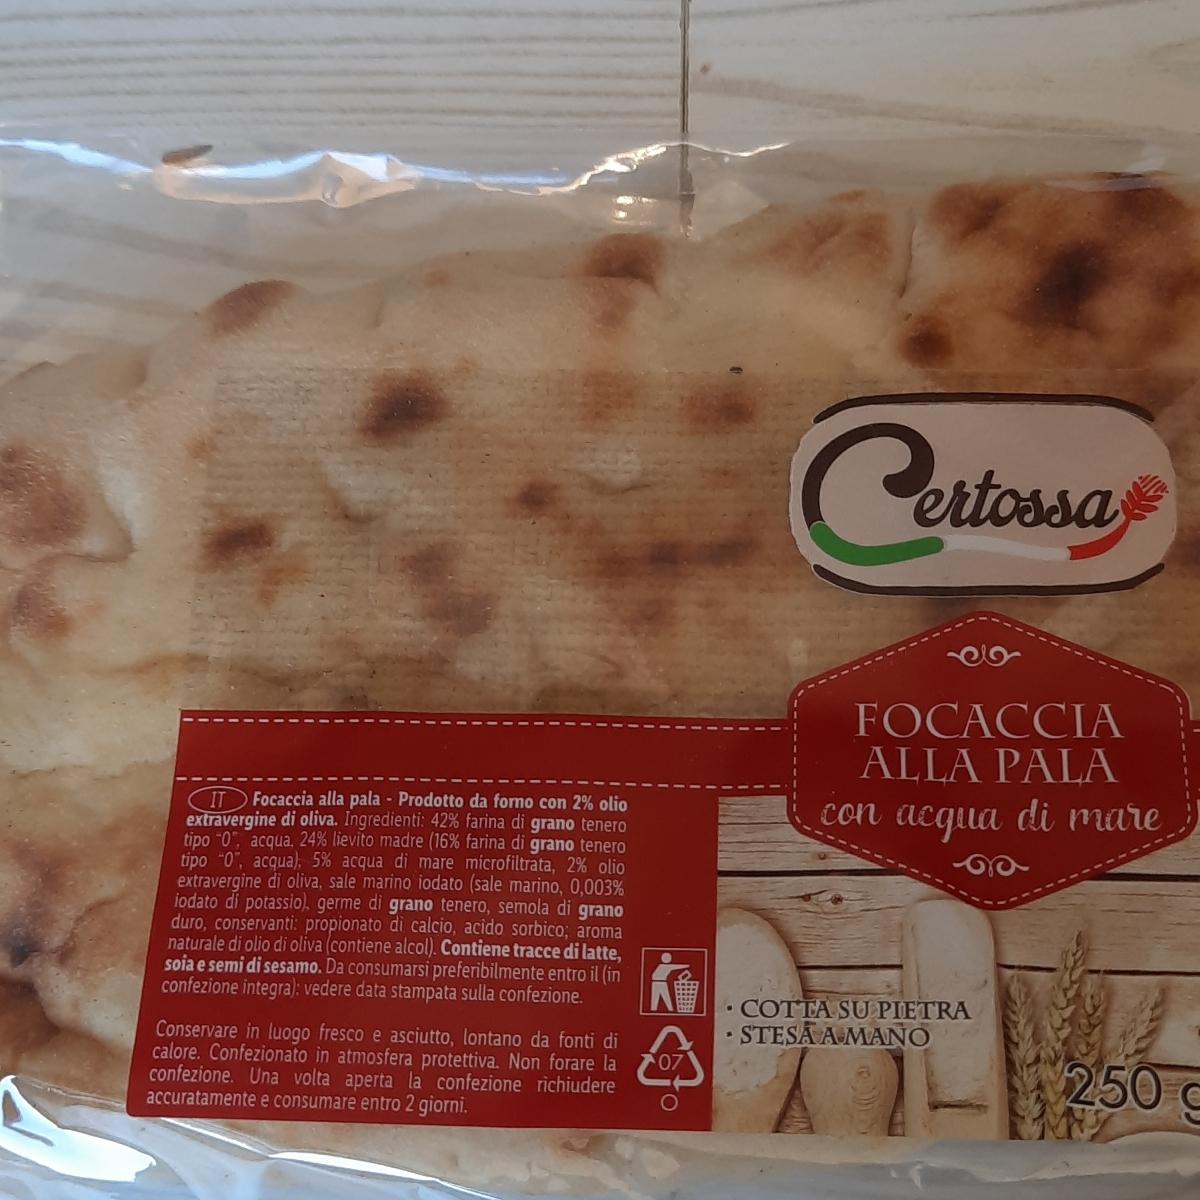 Certossa
FOCACCIA
ALLA PALA
con acqua di mare
IT Focaccia alla pala - Prodotto da forno con 2% olio
extravergine di oliva. Ingredienti: 42% farina di grano tenero
tipo "0", acqua, 24% lievito madre (16% farina di grano tenero
tipo "0", acqua), 5% acqua di mare microfiltrata, 2% olio
extravergine di oliva, sale marino iodato (sale marino, 0,003%
iodato di potassio), germe di grano tenero, semola di grano
duro, conservanti: propionato di calcio, acido sorbico; aroma
naturale di olio di oliva (contiene alcol). Contiene tracce di latte,
soia e semi di sesamo. Da consumarsi preferibilmente entro il (in
confezione integra): vedere data stampata sulla confezione.
Conservare in luogo fresco e asciutto, lontano da fonti di
calore. Confezionato in atmosfera protettiva. Non forare la
confezione. Una volta aperta la confezione richiudere
accuratamente e consumare entro 2 giorni.
07
O
· COTTA SU PIETRA
· STESA A MANO
250 g